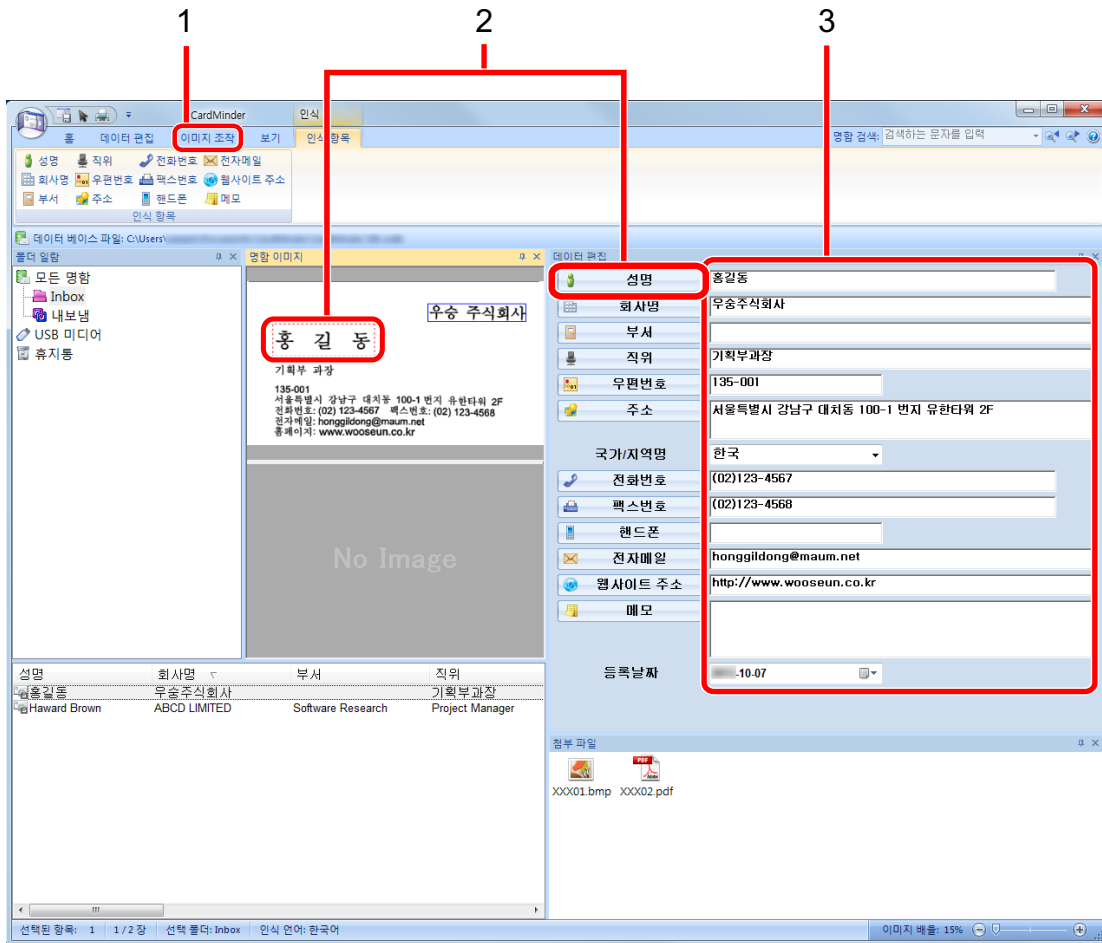 1 2 3
CardMinder 인식
홈 데이터 편집 이미지 조작 보기 인식 항목 명함 검색: 검색하는 문자를 입력
성명 직위 전화번호 전자메일
회사명 우편번호 팩스번호 웹사이트 주소
부서 주소 핸드폰 메모
인식 항목
데이터 베이스 파일: C:\Users\
폴더 일람
모든 명함
Inbox
내보냄
USB 미디어
휴지통
명함 이미지
우승 주식회사
홍 길 동
기획부 과장
135-001
서울특별시 강남구 대치동 100-1 번지 유한타워 2F
전화번호: (02) 123-4567 팩스번호: (02) 123-4568
전자메일: honggildong@maum.net
홈페이지: www.wooseun.co.kr
No Image
데이터 편집
성명 홍길동
회사명 우숭주식회사
부서
직위 기획부과장
우편번호 135-001
주소 서울특별시 강남구 대치동 100-1 번지 유한타워 2F
국가/지역명 한국
전화번호 (02)123-4567
팩스번호 (02)123-4568
핸드폰
전자메일 honggildong@maum.net
웹사이트 주소 http://www.wooseun.co.kr
메모
등록날짜 -10-07
성명 회사명 부서 직위
홍길동 우숭주식회사 기획부과장
Haward Brown ABCD LIMITED Software Research Project Manager
첨부 파일
PDF
Adobe
XXX01.bmp XXX02.pdf
선택된 항목: 1 1 / 2 장 선택 폴더: Inbox 인식 언어: 한국어 이미지 배율: 15%